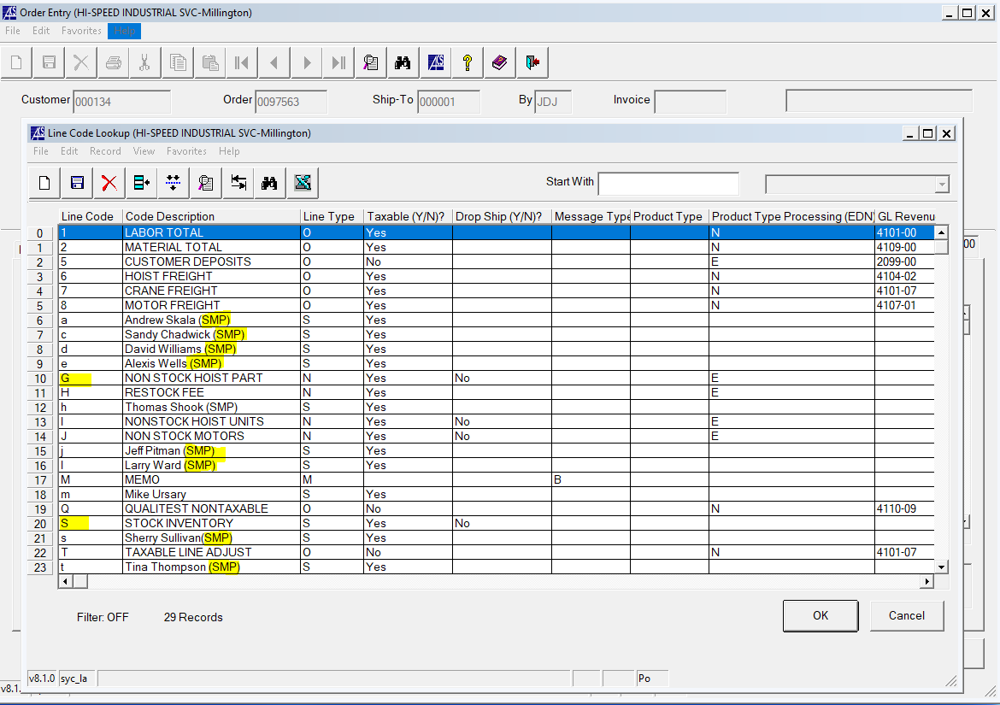 Order Entry (HI-SPEED INDUSTRIAL SVC-Millington)
File Edit Favorites Help
Customer 000134 Order 0097563 Ship-To 000001 By JDJ Invoice
Line Code Lookup (HI-SPEED INDUSTRIAL SVC-Millington)
File Edit Record View Favorites Help
Start With
Line Code Code Description Line Type Taxable (Y/N)? Drop Ship (Y/N)? Message Type Product Type Product Type Processing (EDN) GL Revenu
0 1 LABOR TOTAL O Yes N 4101-00
1 2 MATERIAL TOTAL O Yes N 4109-00
2 5 CUSTOMER DEPOSITS O No E 2099-00
3 6 HOIST FREIGHT O Yes N 4104-02
4 7 CRANE FREIGHT O Yes N 4101-07
5 8 MOTOR FREIGHT O Yes N 4107-01
6 a Andrew Skala (SMP) S Yes
7 c Sandy Chadwick (SMP) S Yes
8 d David Williams (SMP) S Yes
9 e Alexis Wells (SMP) S Yes
10 G NON STOCK HOIST PART N Yes No E
11 H RESTOCK FEE N Yes E
12 h Thomas Shook (SMP) S Yes
13 I NONSTOCK HOIST UNITS N Yes No E
14 J NON STOCK MOTORS N Yes No E
15 j Jeff Pitman (SMP) S Yes
16 l Larry Ward (SMP) S Yes
17 M MEMO M B
18 m Mike Ursary S Yes
19 Q QUALITEST NONTAXABLE O No N 4110-09
20 S STOCK INVENTORY S Yes No
21 s Sherry Sullivan(SMP) S Yes
22 T TAXABLE LINE ADJUST O No N 4101-07
23 t Tina Thompson (SMP) S Yes
00
Filter: OFF 29 Records OK Cancel
v8.1.0 syc_la Po
v8.1.